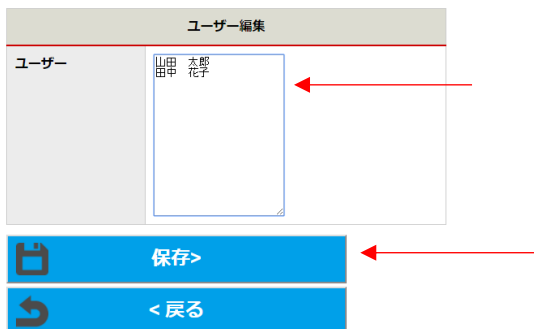 ユーザー編集
ユーザー
山田　太郎
田中　花子
保存>
< 戻る